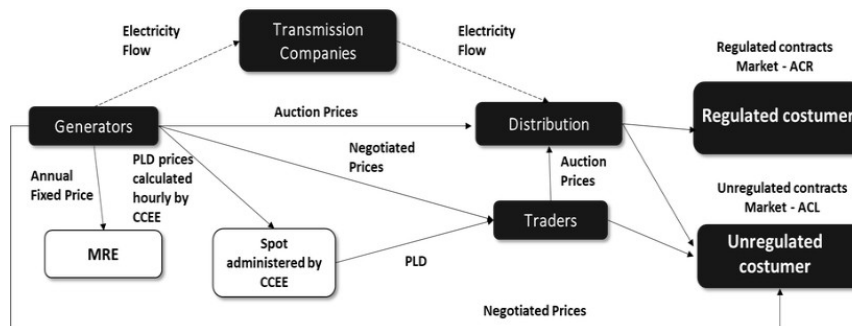 Electricity
Flow
Transmission
Companies
Electricity
Flow
Regulated contracts
Market - ACR
Generators
Auction Prices
Distribution
Regulated costumer
Annual
Fixed Price
PLD prices
calculated
hourly by
CCEE
Negotiated
Prices
Auction
Prices
Unregulated contracts
Market - ACL
MRE
Spot
administered by
CCEE
PLD
Traders
Unregulated
costumer
Negotiated Prices